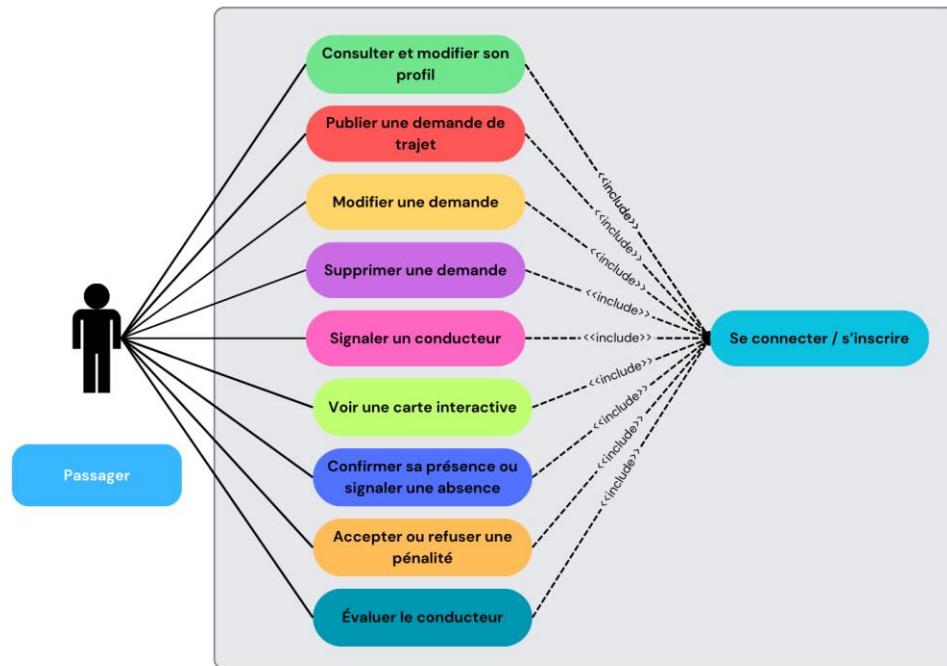 Consulter et modifier son
profil
Publier une demande de
trajet
<<include>>
Modifier une demande
<<include>>
<<include>>
Supprimer une demande
<<include>>
Signaler un conducteur
<<include>>
Se connecter / s'inscrire
Voir une carte interactive
<<include>>
<<include>>
Passager
Confirmer sa présence ou
signaler une absence
<<include>>
<<include>>
Accepter ou refuser une
pénalité
Évaluer le conducteur